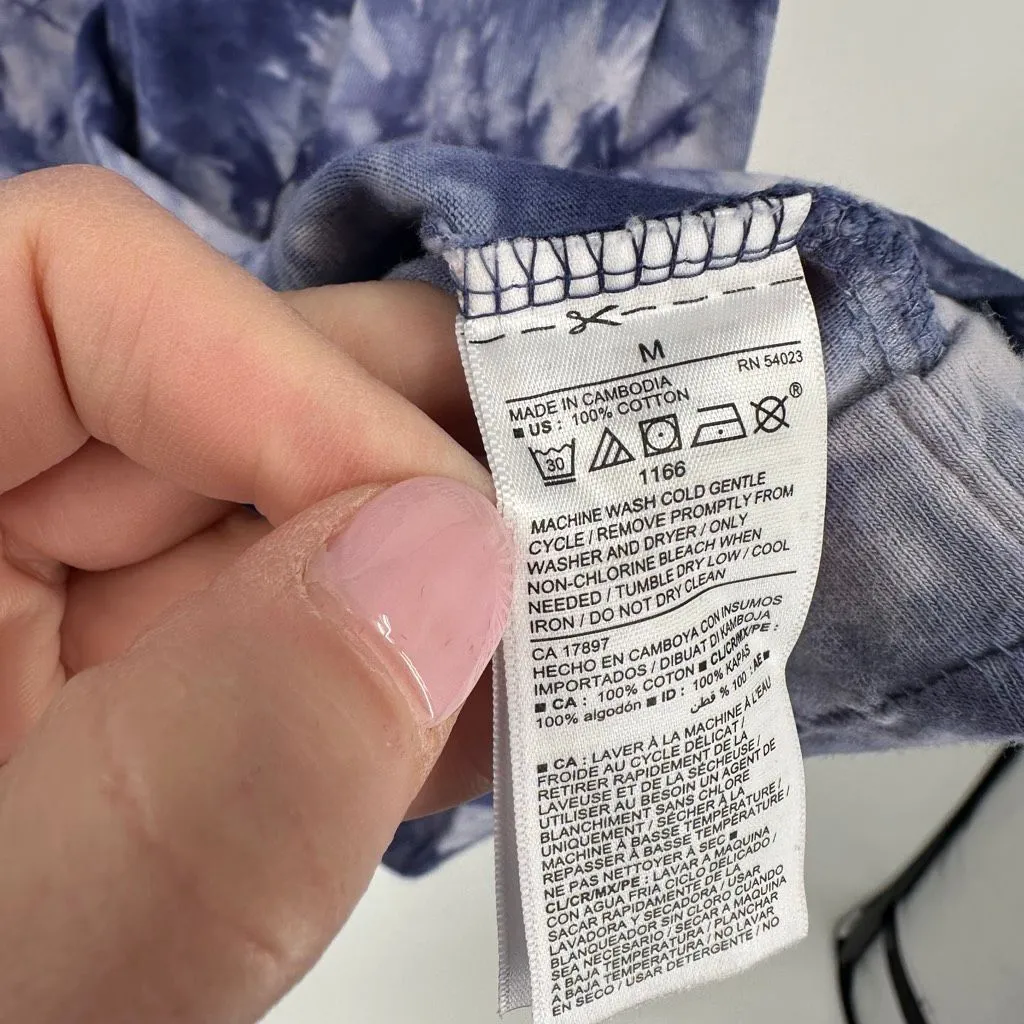 M
RN 54023
MADE IN CAMBODIA
■ US : 100% COTTON
30
®
1166
MACHINE WASH COLD GENTLE
CYCLE / REMOVE PROMPTLY FROM
WASHER AND DRYER / ONLY
NON-CHLORINE BLEACH WHEN
NEEDED / TUMBLE DRY LOW / COOL
IRON / DO NOT DRY CLEAN
CA 17897
HECHO EN CAMBOYA CON INSUMOS
IMPORTADOS / DIBUAT DI KAMBOJA
■ CA : 100% COTON ■ CL/CR/MX/PE :
100% algodón ■ ID : 100% KAPAS
■ AE : 100 % قطن
■ CA : LAVER À LA MACHINE À L'EAU
FROIDE AU CYCLE DÉLICAT /
RETIRER RAPIDEMENT DE LA
LAVEUSE ET DE LA SÉCHEUSE /
UTILISER AU BESOIN UN AGENT DE
BLANCHIMENT SANS CHLORE
UNIQUEMENT / SÉCHER À LA
MACHINE À BASSE TEMPÉRATURE /
REPASSER À BASSE TEMPÉRATURE /
NE PAS NETTOYER À SEC ■
CL/CR/MX/PE : LAVAR A MAQUINA
CON AGUA FRIA CICLO DELICADO /
SACAR RAPIDAMENTE DE LA
LAVADORA Y SECADORA / USAR
BLANQUEADOR SIN CLORO CUANDO
SEA NECESARIO / SECAR A MAQUINA
A BAJA TEMPERATURA / PLANCHAR
A BAJA TEMPERATURA / NO LAVAR
EN SECO / USAR DETERGENTE / NO